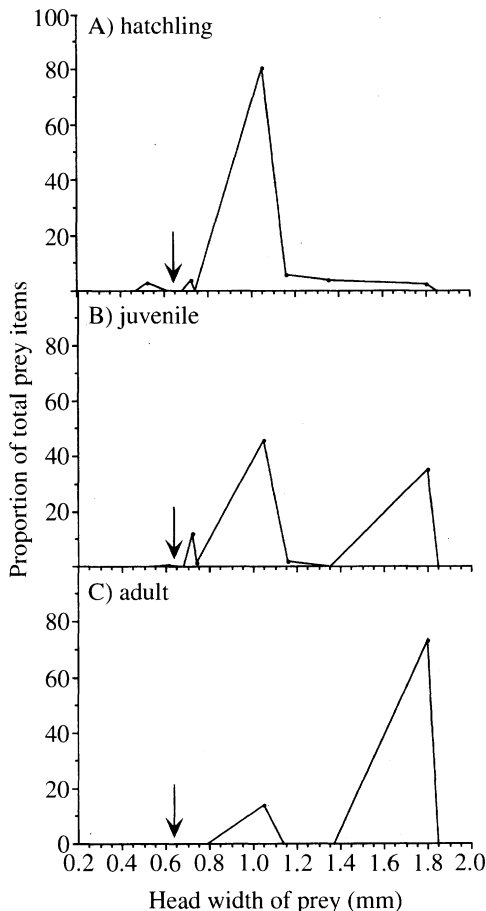 100
A) hatchling
80
60
40
20
B) juvenile
80
60
40
20
C) adult
80
60
40
20
0
0.2 0.4 0.6 0.8 1.0 1.2 1.4 1.6 1.8 2.0
Head width of prey (mm)
Proportion of total prey items